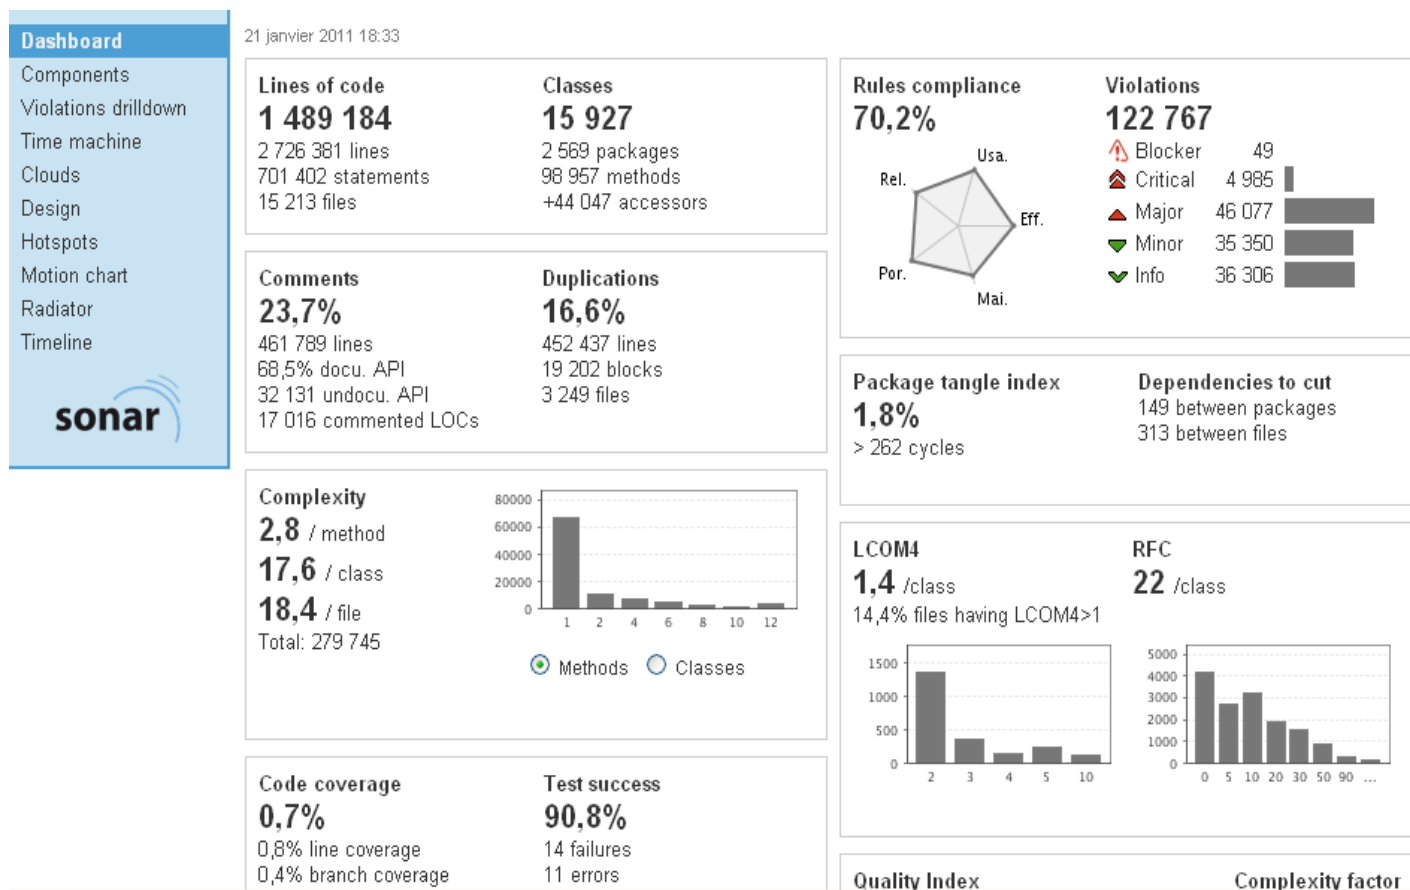 Dashboard
Components
Violations drilldown
Time machine
Clouds
Design
Hotspots
Motion chart
Radiator
Timeline
sonar
21 janvier 2011 18:33
Lines of code
1 489 184
2 726 381 lines
701 402 statements
15 213 files
Classes
15 927
2 569 packages
98 957 methods
+44 047 accessors
Comments
23,7%
461 789 lines
68,5% docu. API
32 131 undocu. API
17 016 commented LOCs
Duplications
16,6%
452 437 lines
19 202 blocks
3 249 files
Complexity
2,8 / method
17,6 / class
18,4 / file
Total: 279 745
80000
60000
40000
20000
0
1 2 4 6 8 10 12
Methods Classes
Code coverage
0,7%
0,8% line coverage
0,4% branch coverage
Test success
90,8%
14 failures
11 errors
Rules compliance
70,2%
Usa.
Rel.
Eff.
Por.
Mai.
Violations
122 767
Blocker 49
Critical 4 985
Major 46 077
Minor 35 350
Info 36 306
Package tangle index
1,8%
> 262 cycles
Dependencies to cut
149 between packages
313 between files
LCOM4
1,4 /class
14,4% files having LCOM4>1
1500
1000
500
0
2 3 4 5 10
RFC
22 /class
5000
4000
3000
2000
1000
0
0 5 10 20 30 50 90 ...
Quality Index
Complexity factor